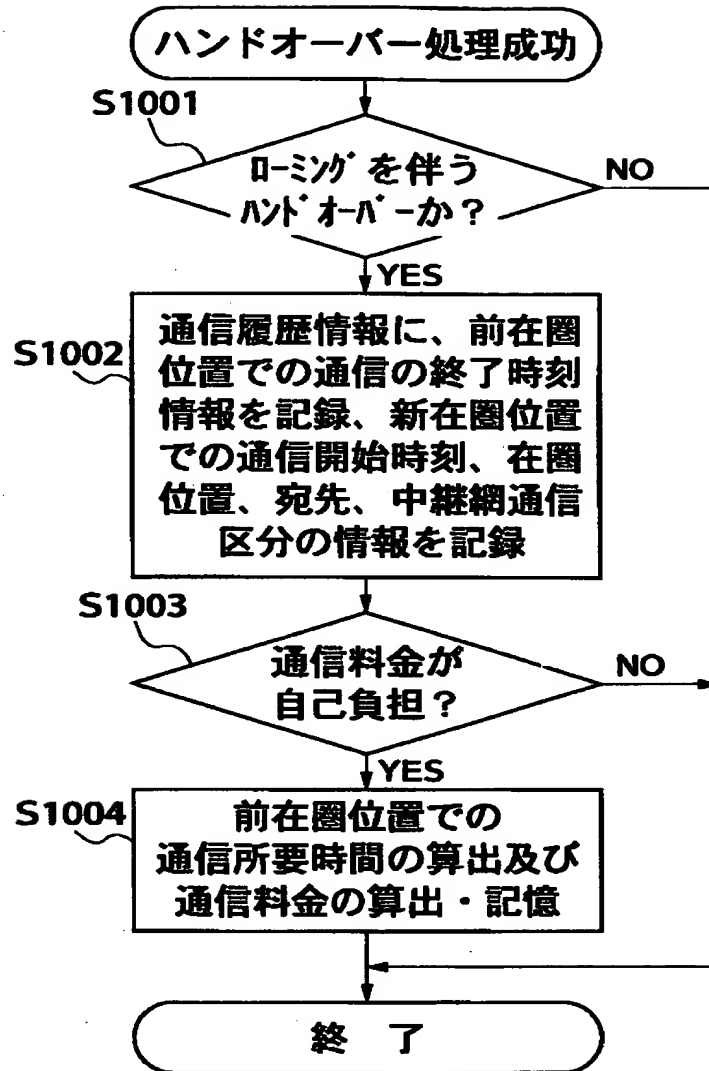 ハンドオーバー処理成功
S1001
ﾛｰﾐﾝｸﾞを伴う
ﾊﾝﾄﾞｵｰﾊﾞｰか？
NO
YES
S1002
通信履歴情報に、前在圏
位置での通信の終了時刻
情報を記録、新在圏位置
での通信開始時刻、在圏
位置、宛先、中継網通信
区分の情報を記録
S1003
通信料金が
自己負担？
NO
YES
S1004
前在圏位置での
通信所要時間の算出及び
通信料金の算出・記憶
終　了